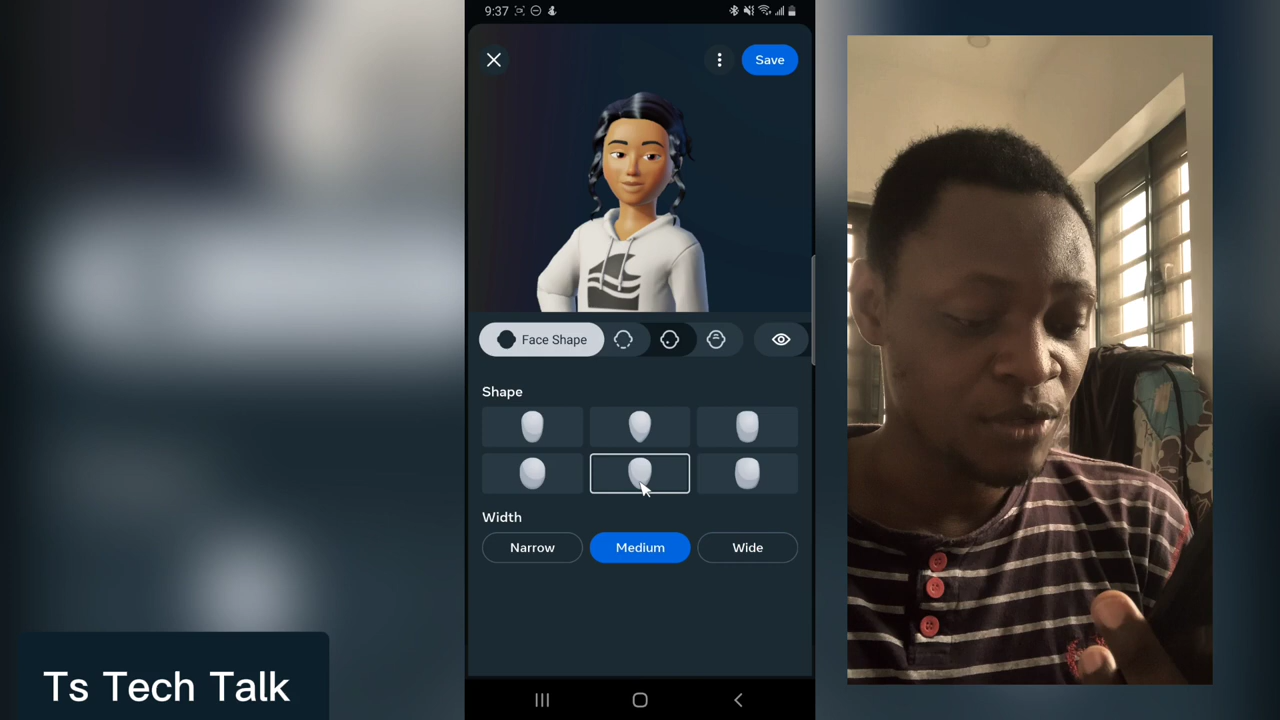 9:37
Save
Face Shape
Shape
Width
Narrow
Medium
Wide
Ts Tech Talk